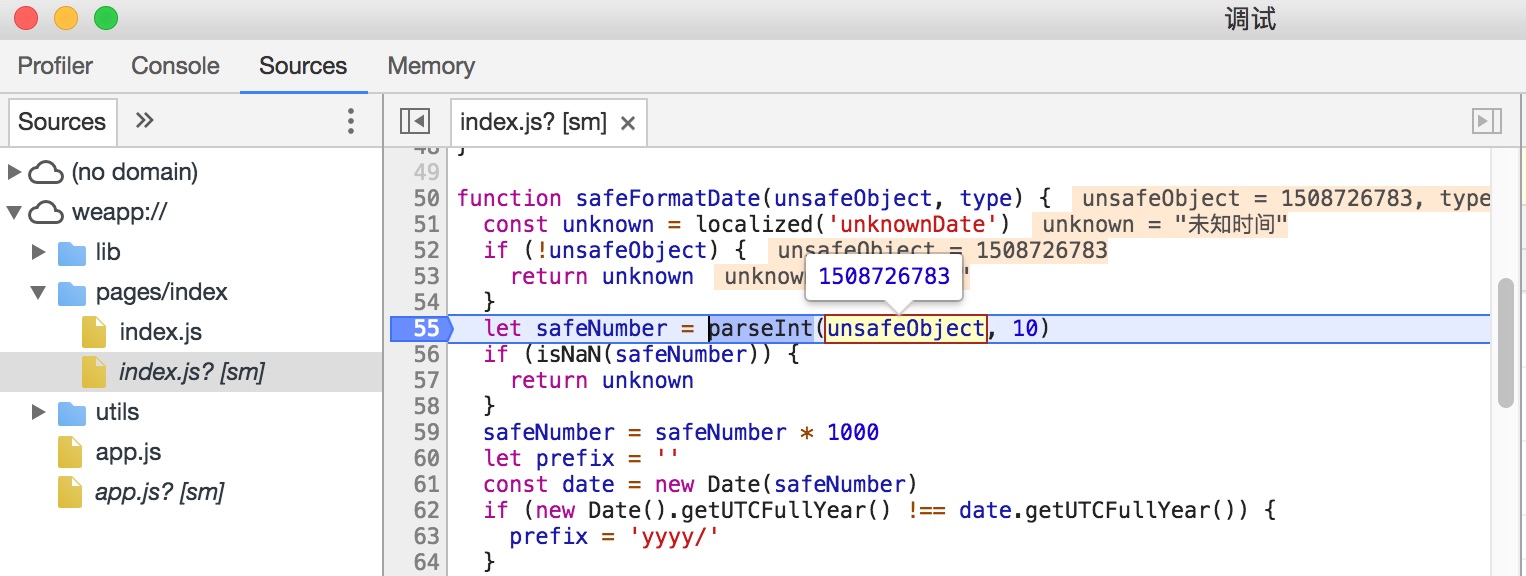 调试
Profiler Console Sources Memory
Sources
index.js? [sm]
(no domain)
weapp://
lib
pages/index
index.js
index.js? [sm]
utils
app.js
app.js? [sm]
48 }
49
50 function safeFormatDate(unsafeObject, type) { unsafeObject = 1508726783, type
51 const unknown = localized('unknownDate') unknown = "未知时间"
52 if (!unsafeObject) { unsafeObject = 1508726783
53 return unknown unknow "
1508726783
54 }
55 let safeNumber = parseInt(unsafeObject, 10)
56 if (isNaN(safeNumber)) {
57 return unknown
58 }
59 safeNumber = safeNumber * 1000
60 let prefix = ''
61 const date = new Date(safeNumber)
62 if (new Date().getUTCFullYear() !== date.getUTCFullYear()) {
63 prefix = 'yyyy/'
64 }